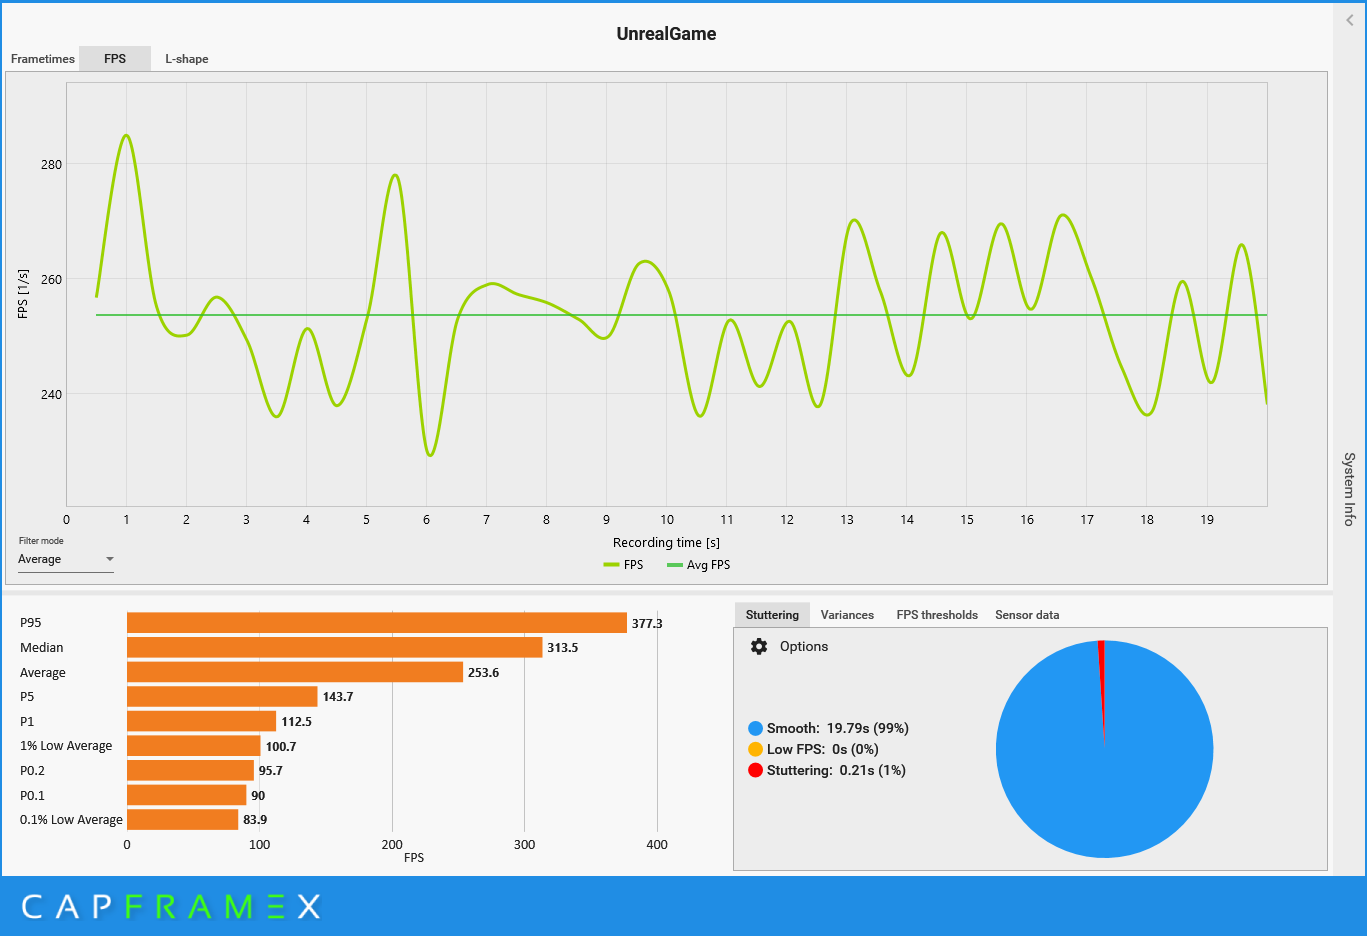 UnrealGame
Frametimes FPS L-shape
280
260
240
FPS [1/s]
0 1 2 3 4 5 6 7 8 9 10 11 12 13 14 15 16 17 18 19
Recording time [s]
FPS Avg FPS
Filter mode
Average
System Info
P95 377.3
Median 313.5
Average 253.6
P5 143.7
P1 112.5
1% Low Average 100.7
P0.2 95.7
P0.1 90
0.1% Low Average 83.9
0 100 200 300 400
FPS
Stuttering Variances FPS thresholds Sensor data
Options
Smooth: 19.79s (99%)
Low FPS: 0s (0%)
Stuttering: 0.21s (1%)
CAPFRAMEX